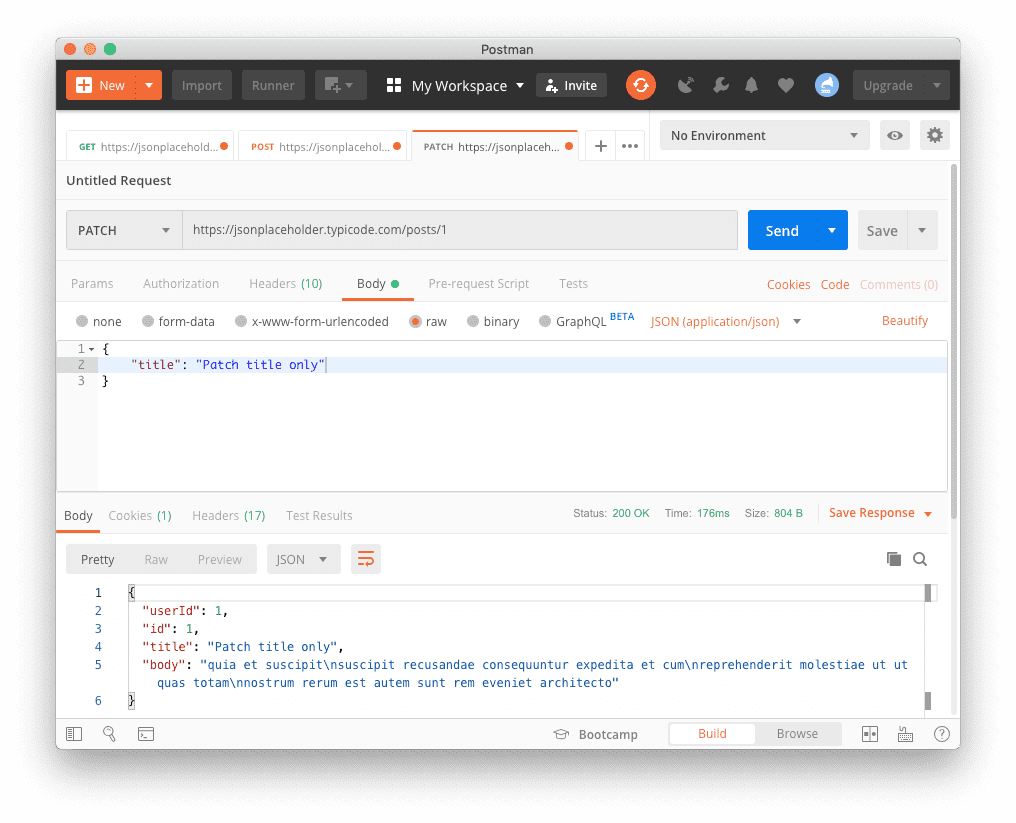 Postman
New Import Runner My Workspace Invite Upgrade
GET https://jsonplacehold... POST https://jsonplacehol... PATCH https://jsonplaceh... No Environment
Untitled Request
PATCH https://jsonplaceholder.typicode.com/posts/1 Send Save
Params Authorization Headers (10) Body Pre-request Script Tests Cookies Code Comments (0)
none form-data x-www-form-urlencoded raw binary GraphQL BETA JSON (application/json) Beautify
1 {
2 "title": "Patch title only"
3 }
Body Cookies (1) Headers (17) Test Results Status: 200 OK Time: 176ms Size: 804 B Save Response
Pretty Raw Preview JSON
1 {
2 "userId": 1,
3 "id": 1,
4 "title": "Patch title only",
5 "body": "quia et suscipit\nsuscipit recusandae consequuntur expedita et cum\nreprehenderit molestiae ut ut
quas totam\nnostrum rerum est autem sunt rem eveniet architecto"
6 }
Bootcamp Build Browse